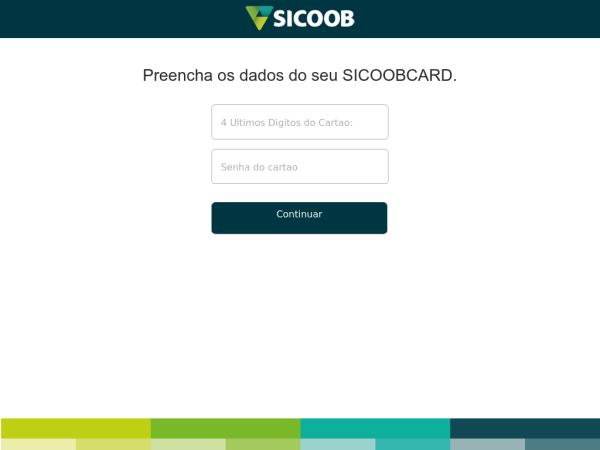 SICOOB
Preencha os dados do seu SICOOBCARD.
4 Ultimos Digitos do Cartao:
Senha do cartao
Continuar